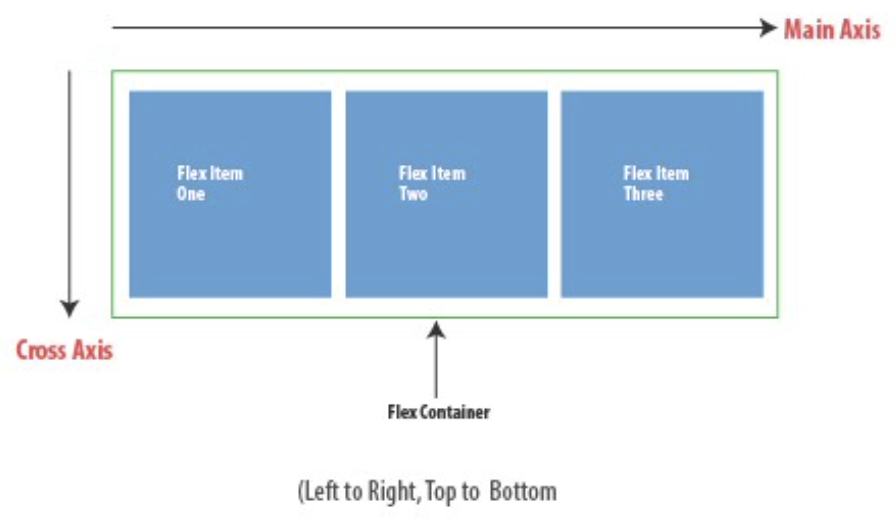 Main Axis
Flex Item
One
Flex Item
Two
Flex Item
Three
Cross Axis
Flex Container
(Left to Right, Top to Bottom